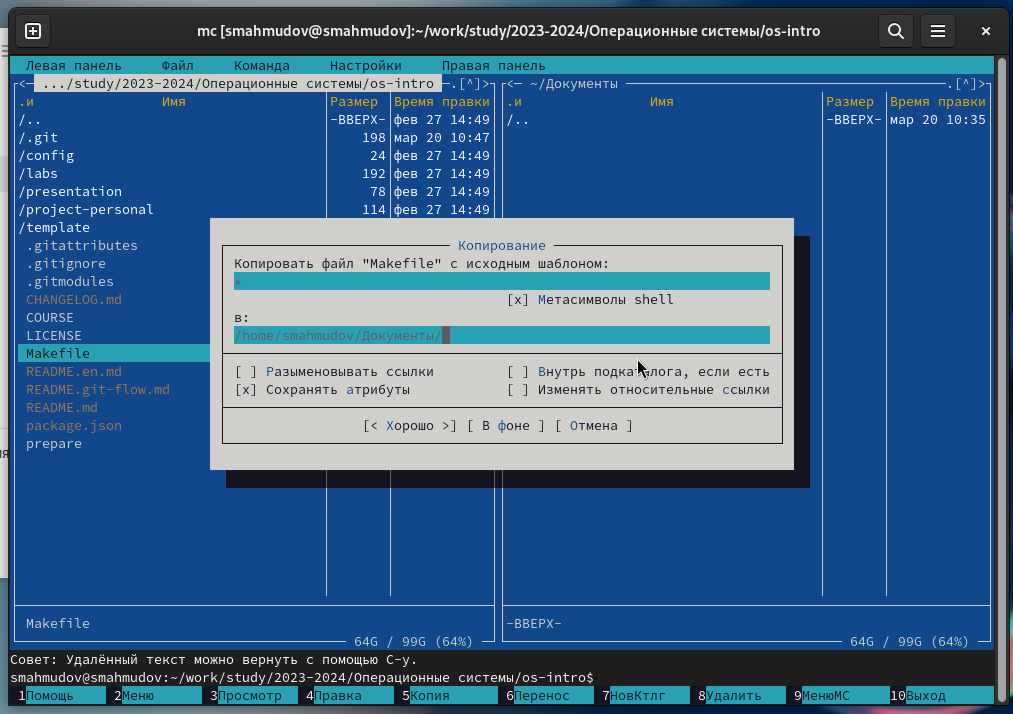 mc [smahmudov@smahmudov]:~/work/study/2023-2024/Операционные системы/os-intro
Левая панель Файл Команда Настройки Правая панель
<— .../study/2023-2024/Операционные системы/os-intro —.[^]>
.и Имя Размер Время правки
/.. -ВВЕРХ- фев 27 14:49
/.git 198 мар 20 10:47
/config 24 фев 27 14:49
/labs 192 фев 27 14:49
/presentation 78 фев 27 14:49
/project-personal 114 фев 27 14:49
/template
.gitattributes
.gitignore
.gitmodules
CHANGELOG.md
COURSE
LICENSE
Makefile
README.en.md
README.git-flow.md
README.md
package.json
prepare
Makefile
64G / 99G (64%)
<— ~/Документы .[^]>
.и Имя Размер Время правки
/.. -ВВЕРХ- мар 20 10:35
-ВВЕРХ-
64G / 99G (64%)
Копирование
Копировать файл "Makefile" с исходным шаблоном:
*
[x] Метасимволы shell
в:
/home/smahmudov/Документы/
[ ] Разыменовывать ссылки [ ] Внутрь подкаталога, если есть
[x] Сохранять атрибуты [ ] Изменять относительные ссылки
[< Хорошо >] [ В фоне ] [ Отмена ]
Совет: Удалённый текст можно вернуть с помощью C-y.
smahmudov@smahmudov:~/work/study/2023-2024/Операционные системы/os-intro$
1Помощь 2Меню 3Просмотр 4Правка 5Копия 6Перенос 7НовКтлг 8Удалить 9МенюМС 10Выход